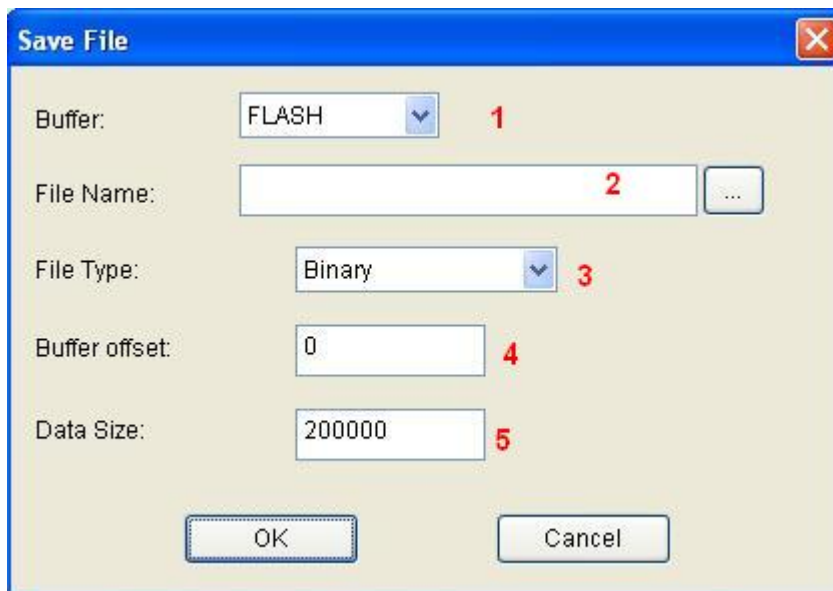 Save File
Buffer: FLASH 1
File Name: 2 ...
File Type: Binary 3
Buffer offset: 0 4
Data Size: 200000 5
OK Cancel